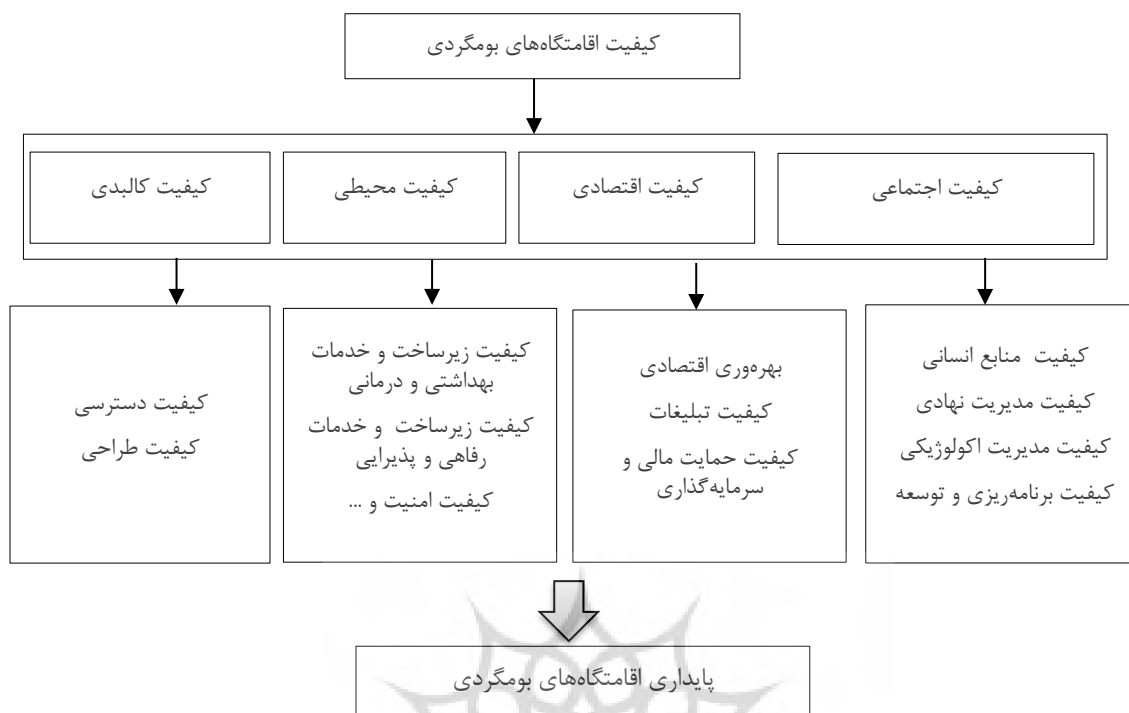 کیفیت اقامتگاه‌های بومگردی
کیفیت اجتماعی
کیفیت اقتصادی
کیفیت محیطی
کیفیت کالبدی
کیفیت منابع انسانی
کیفیت مدیریت نهادی
کیفیت مدیریت اکولوژیکی
کیفیت برنامه‌ریزی و توسعه
بهره‌وری اقتصادی
کیفیت تبلیغات
کیفیت حمایت مالی و
سرمایه‌گذاری
کیفیت زیرساخت و خدمات
بهداشتی و درمانی
کیفیت زیرساخت و خدمات
رفاهی و پذیرایی
کیفیت امنیت و ...
کیفیت دسترسی
کیفیت طراحی
پایداری اقامتگاه‌های بومگردی